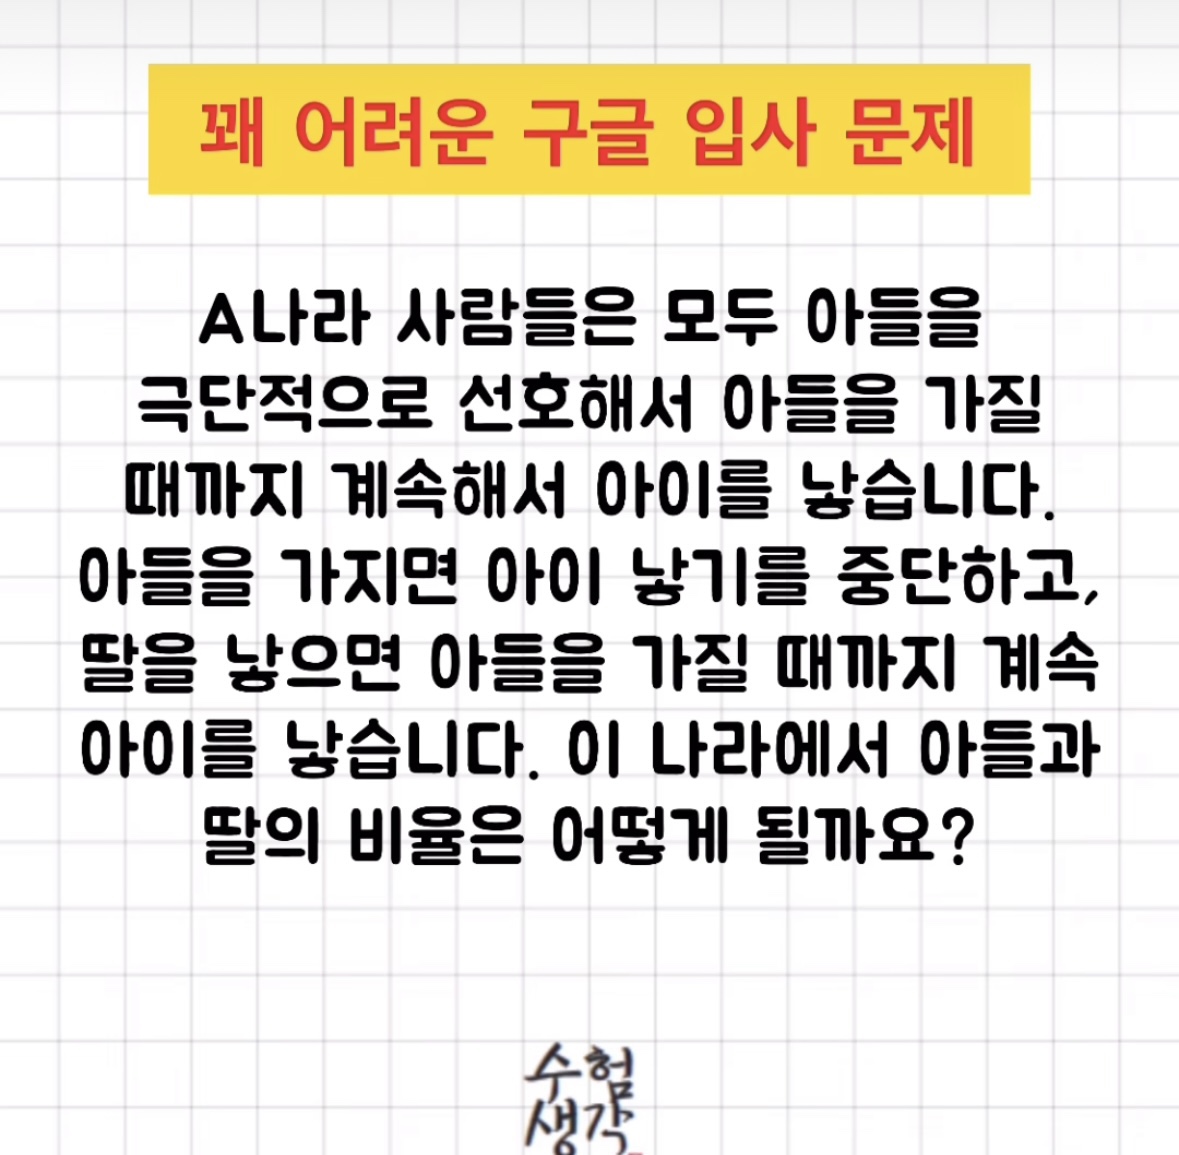 꽤 어려운 구글 입사 문제
A나라 사람들은 모두 아들을
극단적으로 선호해서 아들을 가질
때까지 계속해서 아이를 낳습니다.
아들을 가지면 아이 낳기를 중단하고,
딸을 낳으면 아들을 가질 때까지 계속
아이를 낳습니다. 이 나라에서 아들과
딸의 비율은 어떻게 될까요?
수험
생각